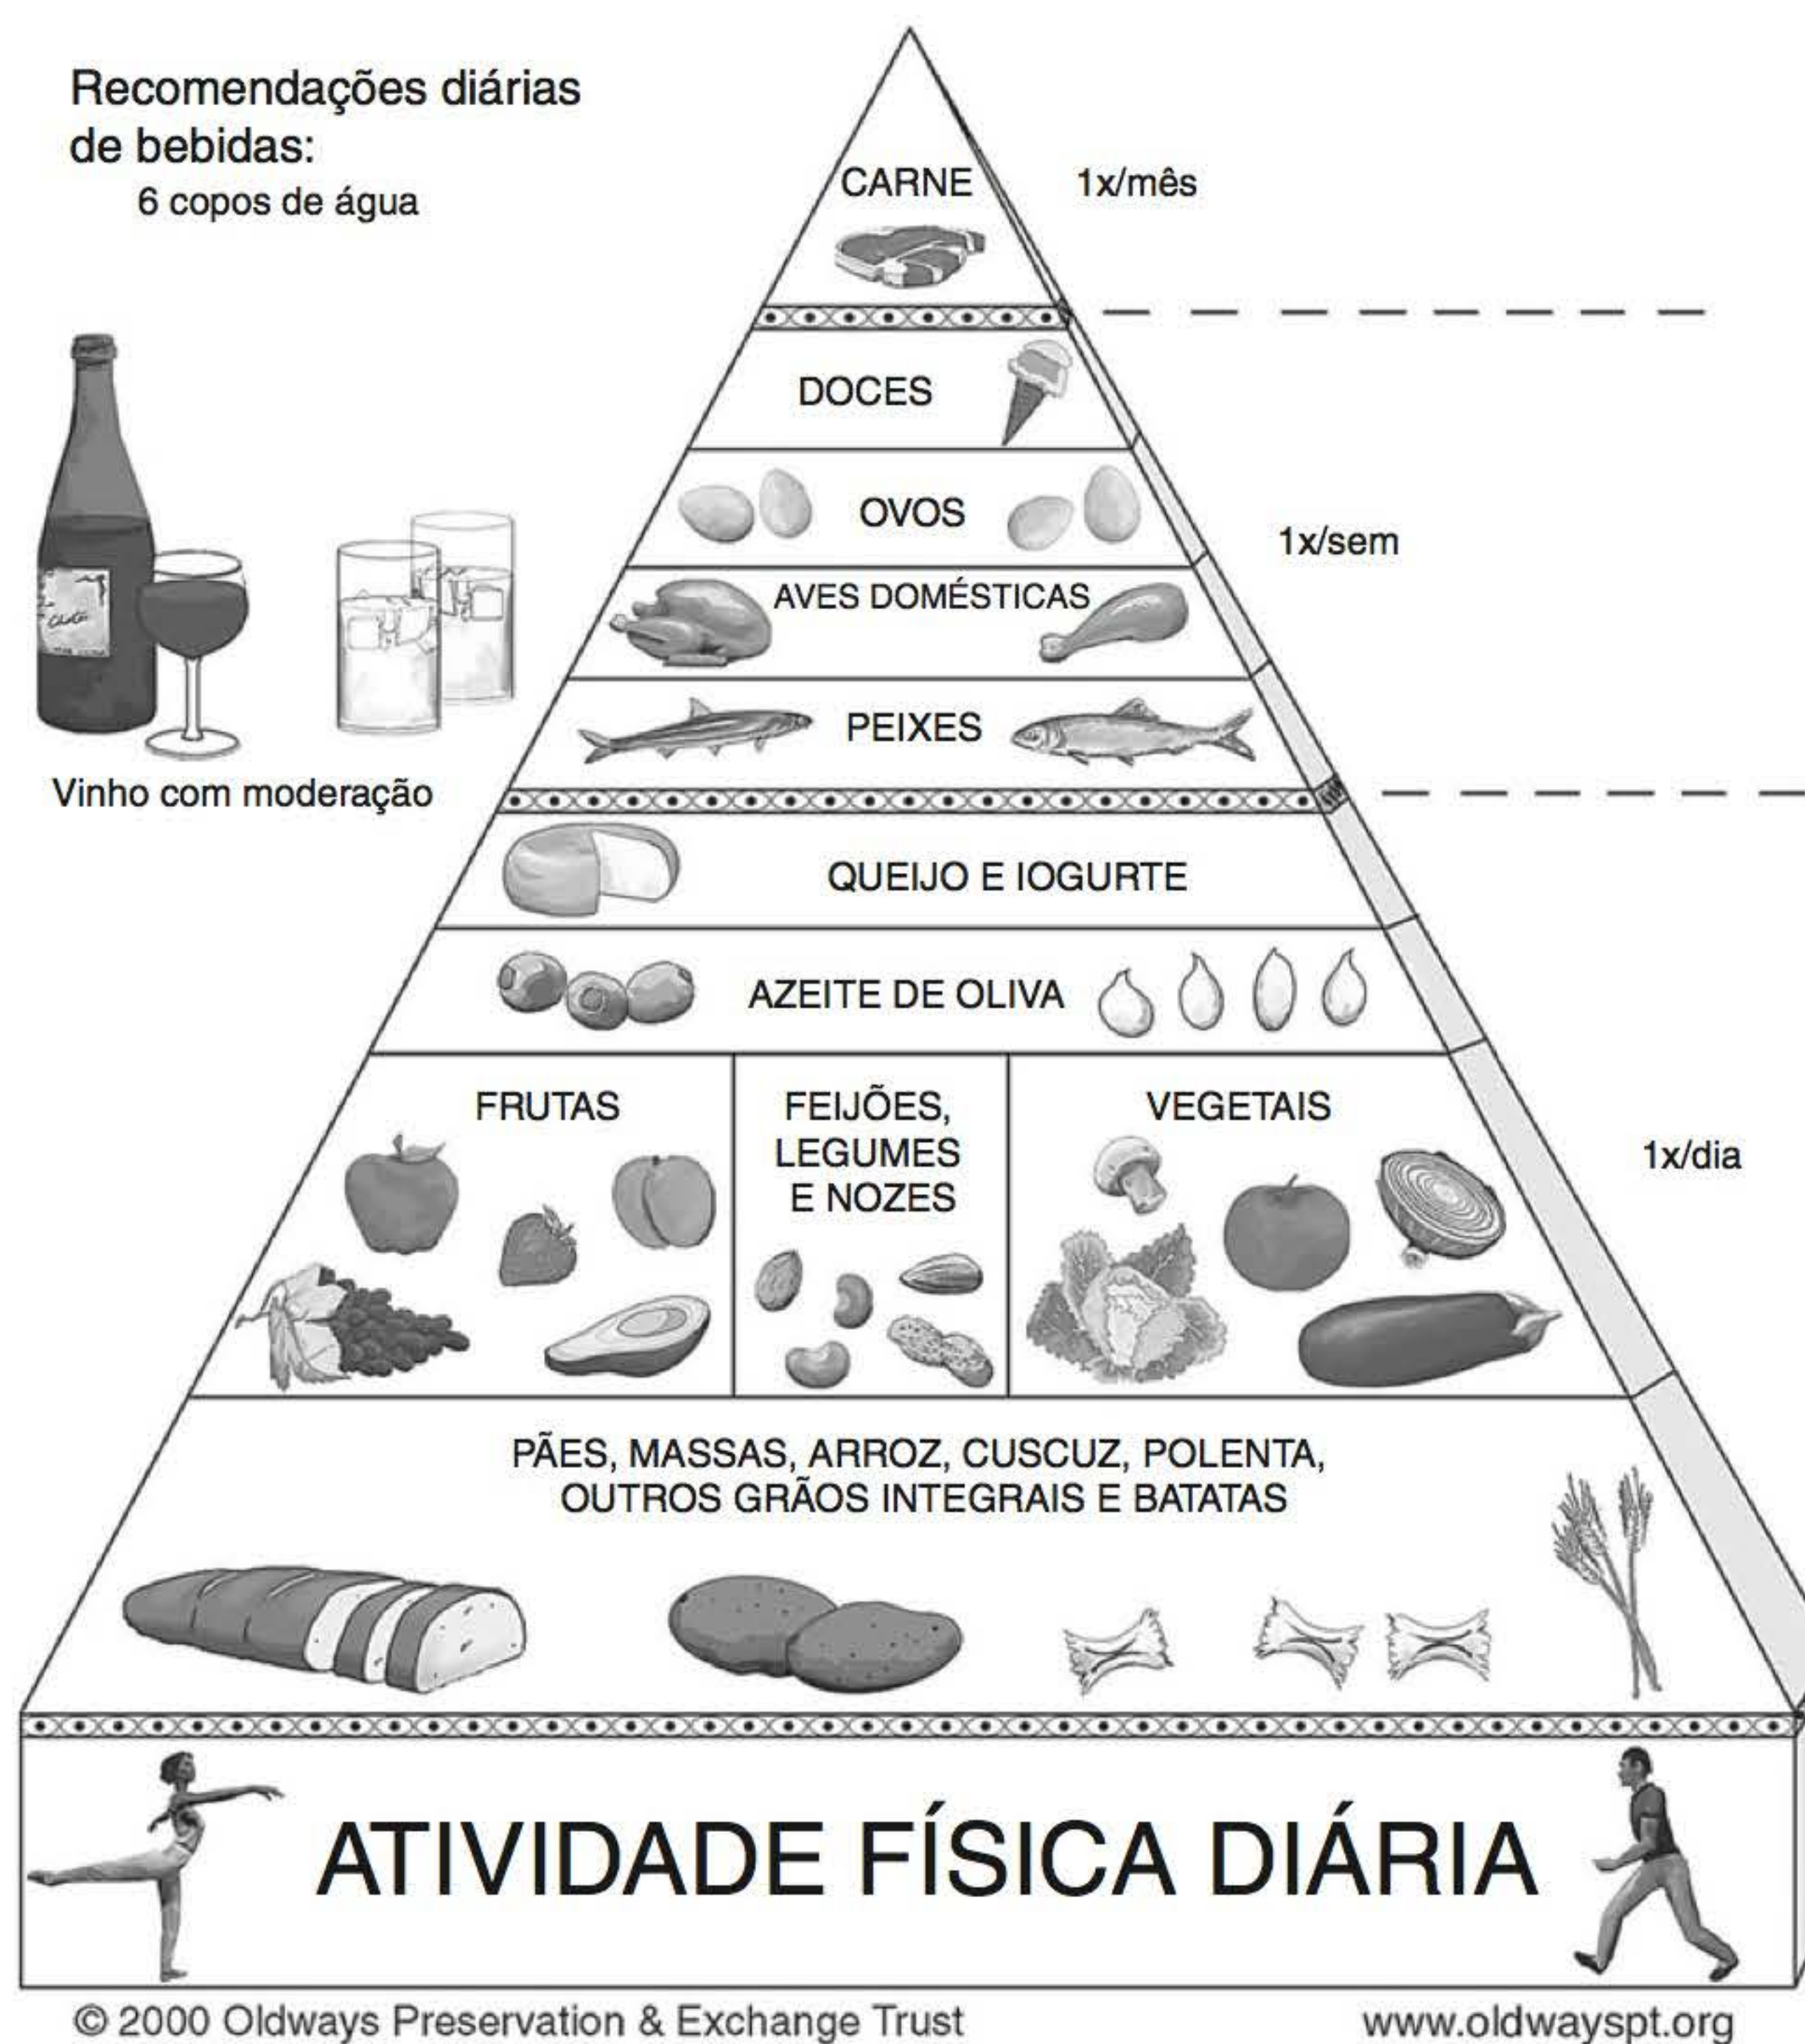 Recomendações diárias
de bebidas:
6 copos de água
CARNE
1x/mês
DOCES
OVOS
1x/sem
AVES DOMÉSTICAS
PEIXES
Vinho com moderação
QUEIJO E IOGURTE
AZEITE DE OLIVA
FRUTAS
FEIJÕES,
LEGUMES
E NOZES
VEGETAIS
1x/dia
PÃES, MASSAS, ARROZ, CUSCUZ, POLENTA,
OUTROS GRÃOS INTEGRAIS E BATATAS
ATIVIDADE FÍSICA DIÁRIA
© 2000 Oldways Preservation & Exchange Trust
www.oldwayspt.org